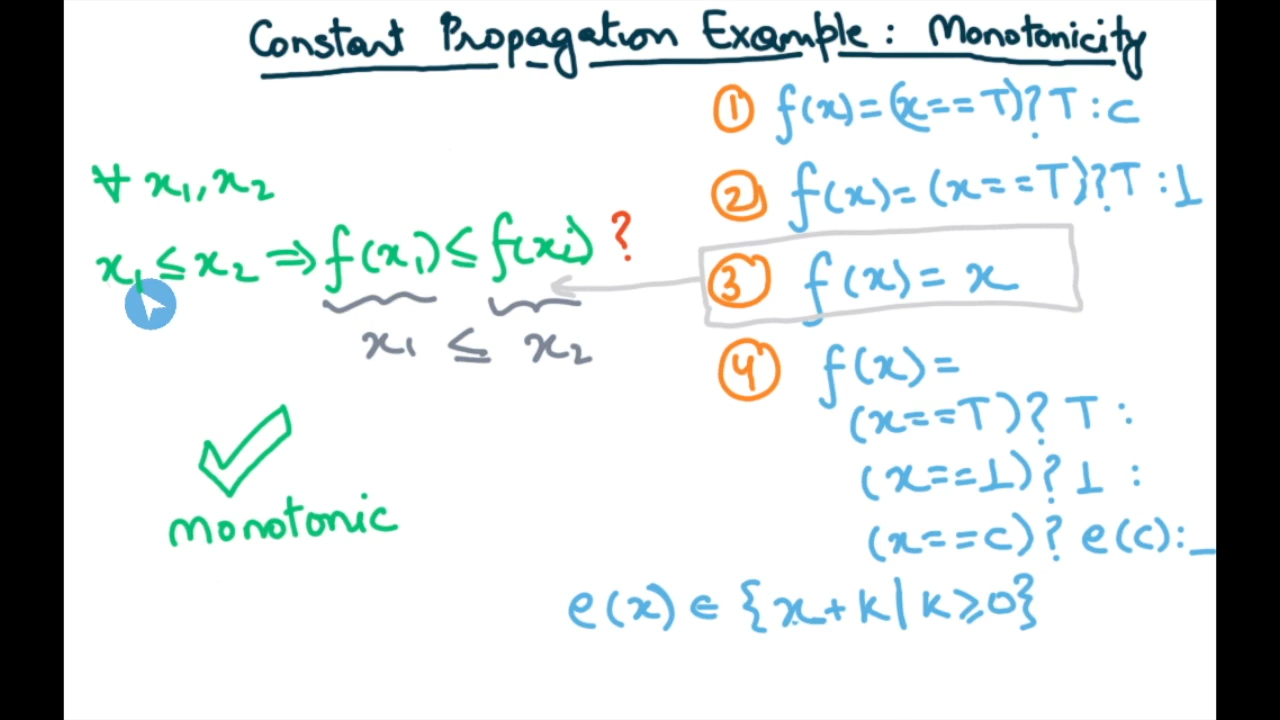 Constant Propagation Example: Monotonicity
① f(x)=(x==⊤)?⊤:c
∀ x₁,x₂
② f(x)=(x==⊤)?⊤:⊥
x₁≤x₂⇒f(x₁)≤f(x₂)?
③ f(x)=x
x₁≤x₂
④ f(x)=
(x==⊤)?⊤:
(x==⊥)?⊥:
monotonic
(x==c)?e(c):_
e(x)∈{x+k|k≥0}